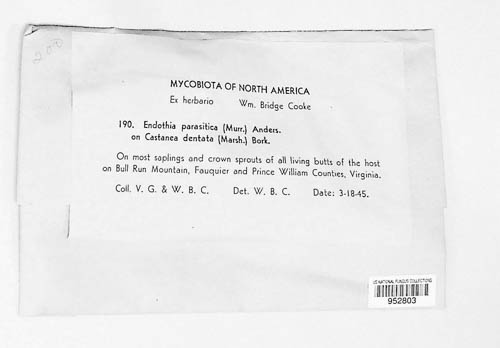 200
MYCOBIOTA OF NORTH AMERICA
Ex herbario Wm. Bridge Cooke
190. Endothia parasitica (Murr.) Anders.
on Castanea dentata (Marsh.) Bork.
On most saplings and crown sprouts of all living butts of the host
on Bull Run Mountain, Fauquier and Prince William Counties, Virginia.
Coll. V. G. & W. B. C. Det. W. B. C. Date: 3-18-45.
US NATIONAL FUNGUS COLLECTIONS
952803